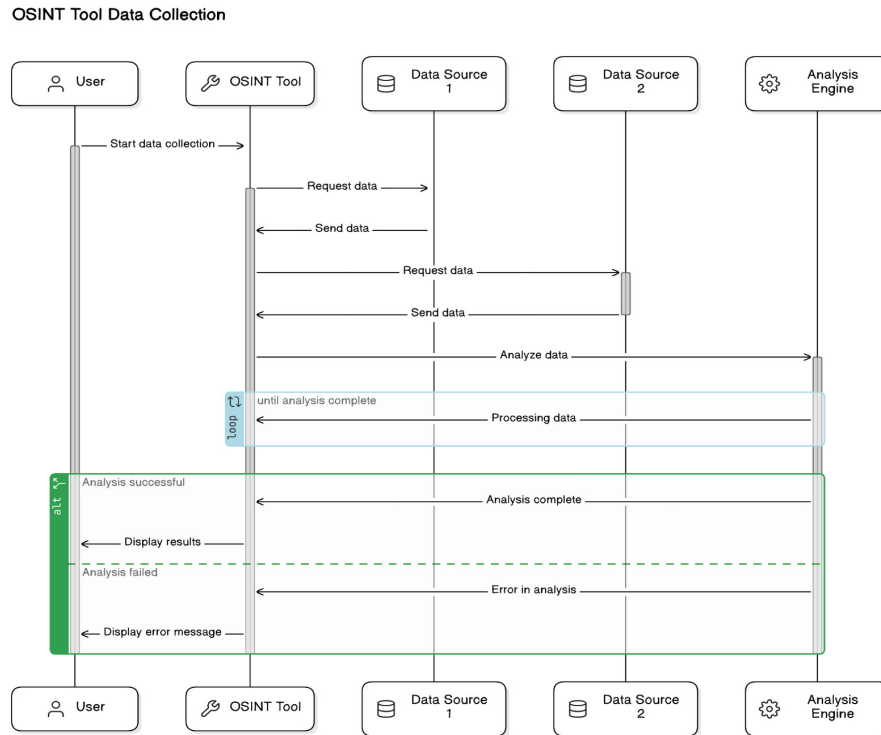 OSINT Tool Data Collection
User
OSINT Tool
Data Source
1
Data Source
2
Analysis
Engine
Start data collection
Request data
Send data
Request data
Send data
Analyze data
loop
until analysis complete
Processing data
alt
Analysis successful
Analysis complete
Display results
Analysis failed
Error in analysis
Display error message
User
OSINT Tool
Data Source
1
Data Source
2
Analysis
Engine